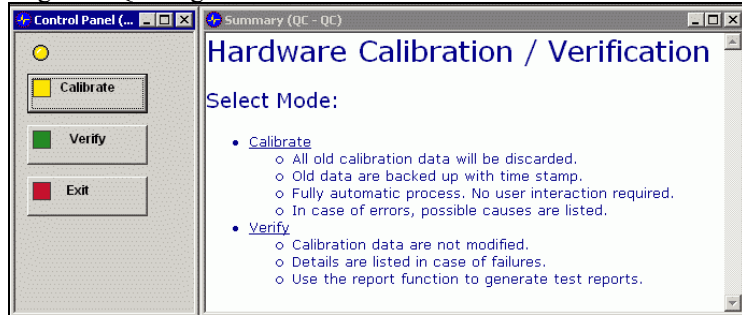 Control Panel (...
Calibrate
Verify
Exit
Summary (QC - QC)
Hardware Calibration / Verification
Select Mode:
• Calibrate
o All old calibration data will be discarded.
o Old data are backed up with time stamp.
o Fully automatic process. No user interaction required.
o In case of errors, possible causes are listed.
• Verify
o Calibration data are not modified.
o Details are listed in case of failures.
o Use the report function to generate test reports.